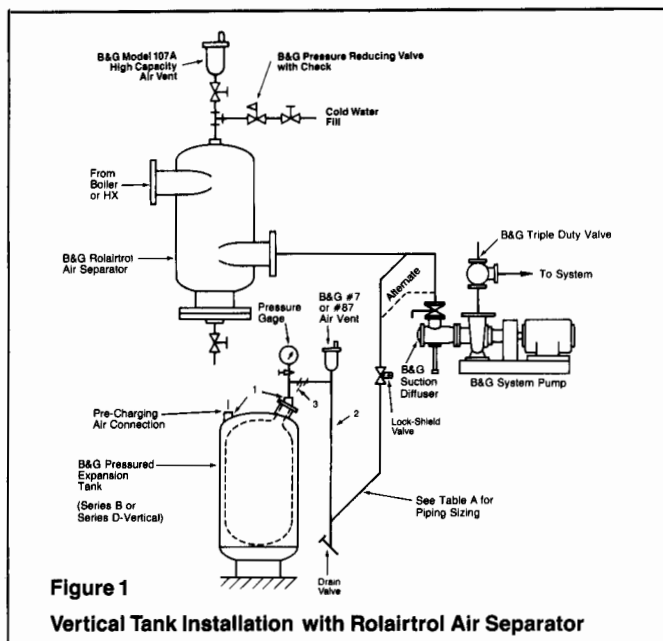 B&G Model 107A
High Capacity
Air Vent
B&G Pressure Reducing Valve
with Check
Cold Water
Fill
From
Boiler
or HX
B&G Rolairtrol
Air Separator
B&G Triple Duty Valve
To System
Alternate
Pressure
Gage
B&G #7
or #87
Air Vent
B&G
Suction
Diffuser
B&G System Pump
Lock-Shield
Valve
Pre-Charging
Air Connection
1
3
2
B&G Pressured
Expansion
Tank
(Series B or
Series D-Vertical)
See Table A for
Piping Sizing
Drain
Valve
Figure 1
Vertical Tank Installation with Rolairtrol Air Separator